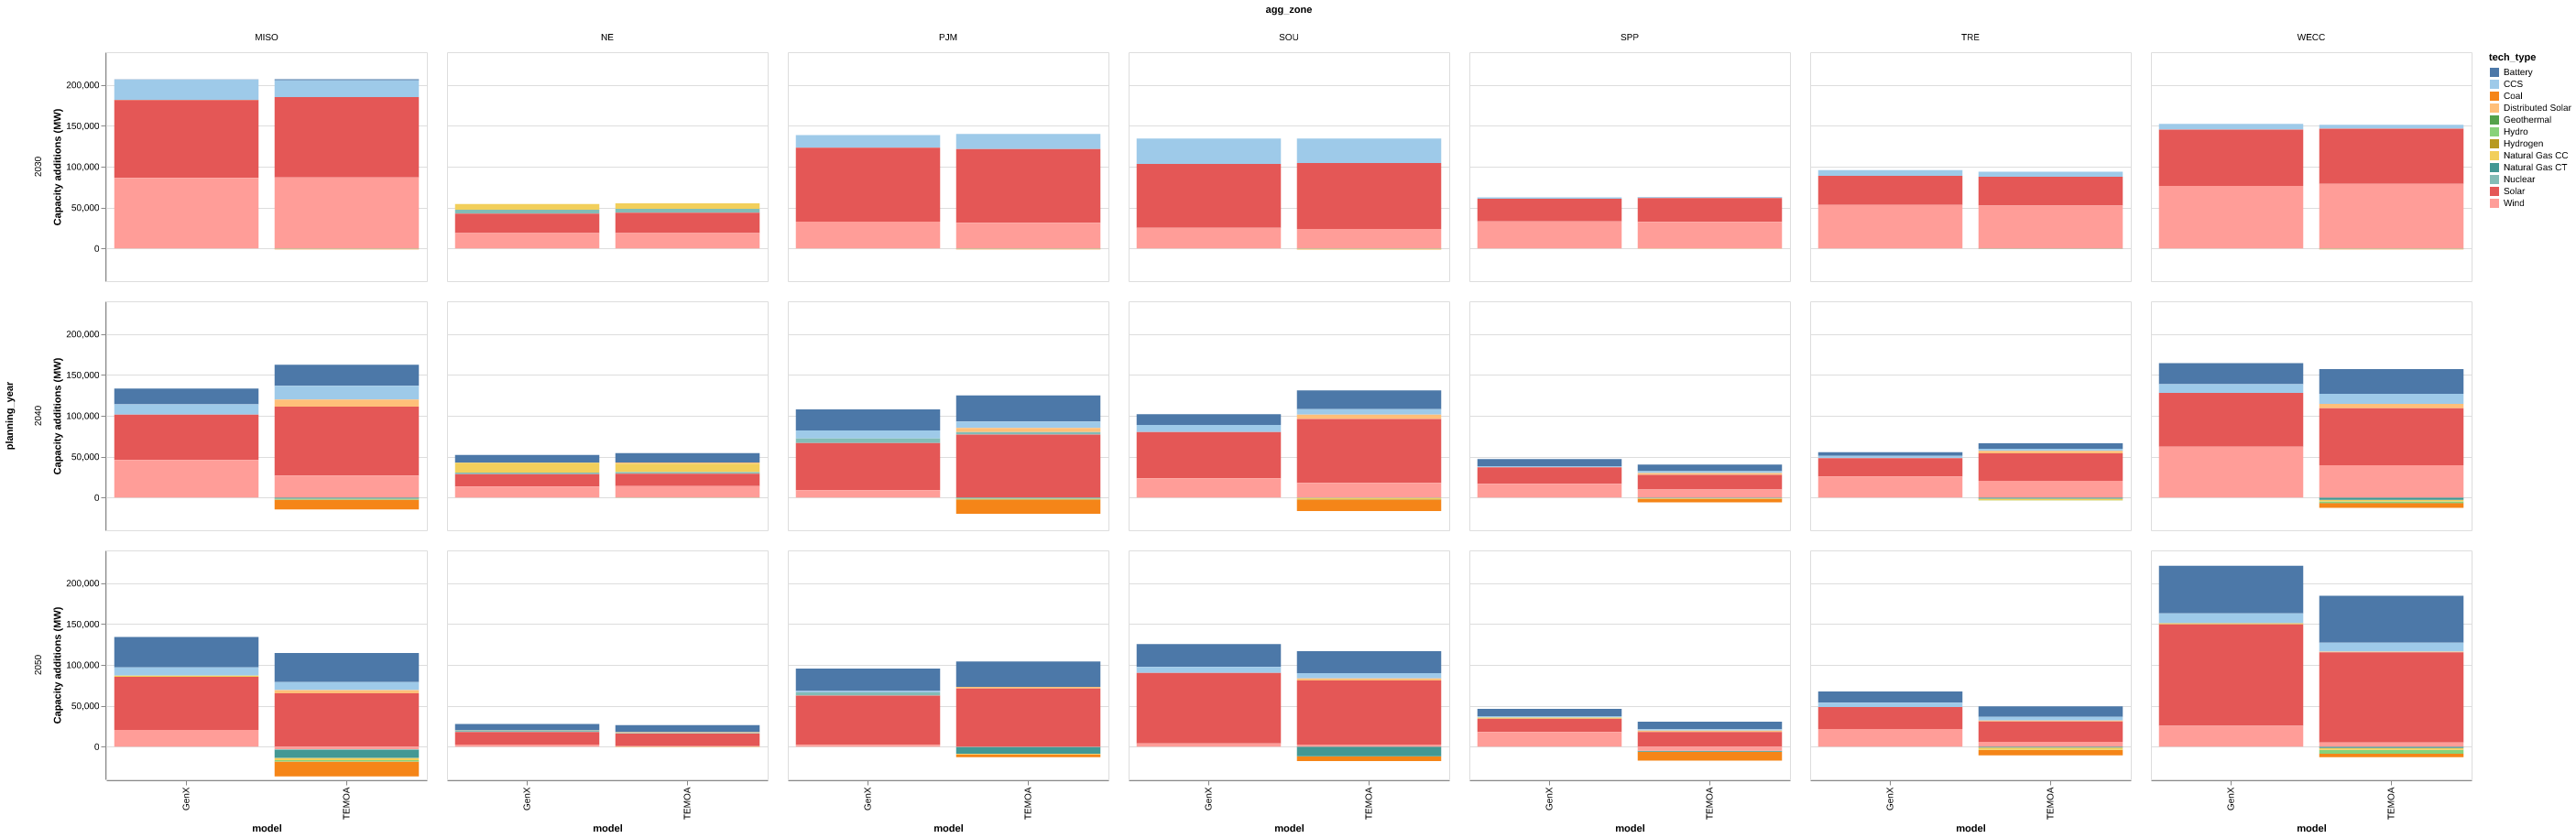 agg_zone
MISO NE PJM SOU SPP TRE WECC
tech_type
Battery
CCS
Coal
Distributed Solar
Geothermal
Hydro
Hydrogen
Natural Gas CC
Natural Gas CT
Nuclear
Solar
Wind
planning_year
2030
Capacity additions (MW)
200,000
150,000
100,000
50,000
0
2040
Capacity additions (MW)
200,000
150,000
100,000
50,000
0
2050
Capacity additions (MW)
200,000
150,000
100,000
50,000
0
GenX TEMOA GenX TEMOA GenX TEMOA GenX TEMOA GenX TEMOA GenX TEMOA GenX TEMOA
model model model model model model model